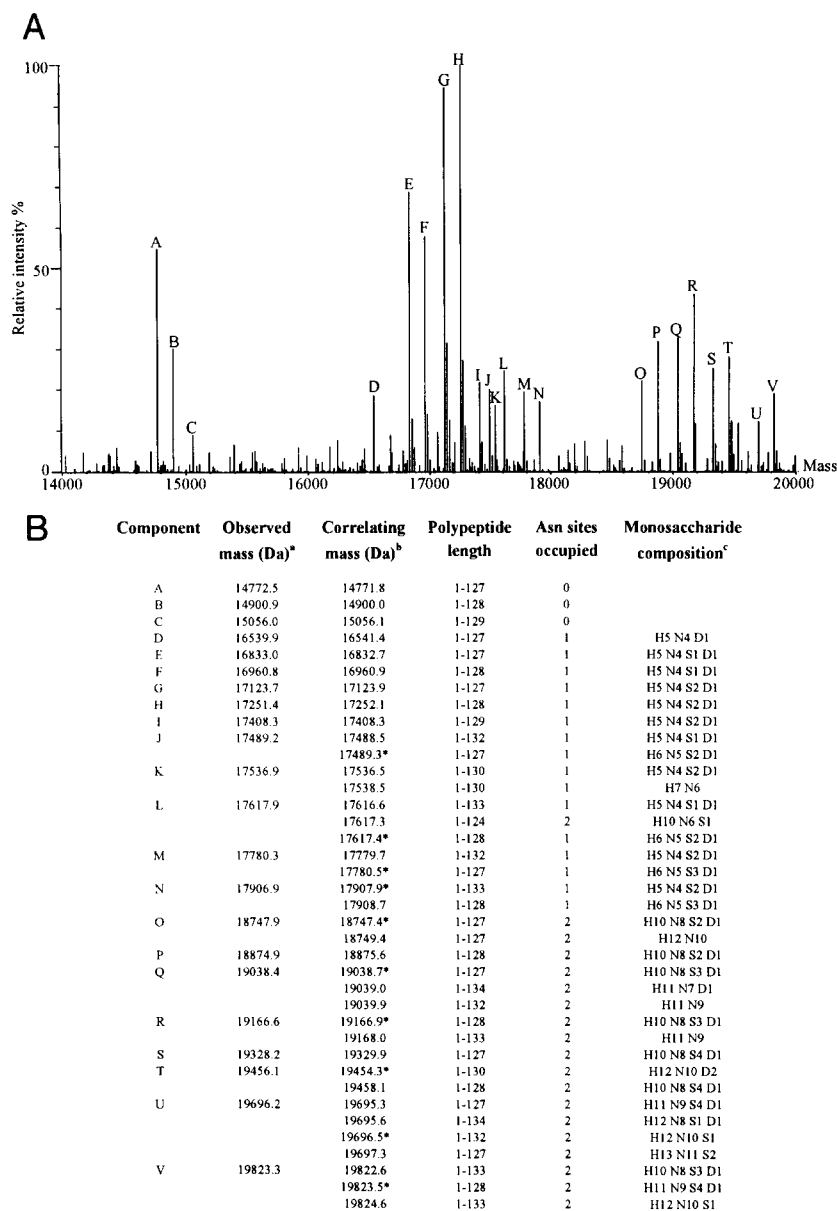 A
100
50
0
Relative intensity %
A
B
C
D
E
F
G
H
I
J
K
L
M
N
O
P
Q
R
S
T
U
V
14000 15000 16000 17000 18000 19000 20000
Mass
B
Component Observed mass (Da)a Correlating mass (Da)b Polypeptide length Asn sites occupied Monosaccharide compositionc
A 14772.5 14771.8 1-127 0
B 14900.9 14900.0 1-128 0
C 15056.0 15056.1 1-129 0
D 16539.9 16541.4 1-127 1 H5 N4 D1
E 16833.0 16832.7 1-127 1 H5 N4 S1 D1
F 16960.8 16960.9 1-128 1 H5 N4 S1 D1
G 17123.7 17123.9 1-127 1 H5 N4 S2 D1
H 17251.4 17252.1 1-128 1 H5 N4 S2 D1
I 17408.3 17408.3 1-129 1 H5 N4 S2 D1
J 17489.2 17488.5 1-132 1 H5 N4 S1 D1
17489.3* 1-127 1 H6 N5 S2 D1
K 17536.9 17536.5 1-130 1 H5 N4 S2 D1
17538.5 1-130 1 H7 N6
L 17617.9 17616.6 1-133 1 H5 N4 S1 D1
17617.3 1-124 2 H10 N6 S1
17617.4* 1-128 1 H6 N5 S2 D1
M 17780.3 17779.7 1-132 1 H5 N4 S2 D1
17780.5* 1-127 1 H6 N5 S3 D1
N 17906.9 17907.9* 1-133 1 H5 N4 S2 D1
17908.7 1-128 1 H6 N5 S3 D1
O 18747.9 18747.4* 1-127 2 H10 N8 S2 D1
18749.4 1-127 2 H12 N10
P 18874.9 18875.6 1-128 2 H10 N8 S2 D1
Q 19038.4 19038.7* 1-127 2 H10 N8 S3 D1
19039.0 1-134 2 H11 N7 D1
19039.9 1-132 2 H11 N9
R 19166.6 19166.9* 1-128 2 H10 N8 S3 D1
19168.0 1-133 2 H11 N9
S 19328.2 19329.9 1-127 2 H10 N8 S4 D1
T 19456.1 19454.3* 1-130 2 H12 N10 D2
19458.1 1-128 2 H10 N8 S4 D1
U 19696.2 19695.3 1-127 2 H11 N9 S4 D1
19695.6 1-134 2 H12 N8 S1 D1
19696.5* 1-132 2 H12 N10 S1
19697.3 1-127 2 H13 N11 S2
V 19823.3 19822.6 1-133 2 H10 N8 S3 D1
19823.5* 1-128 2 H11 N9 S4 D1
19824.6 1-133 2 H12 N10 S1